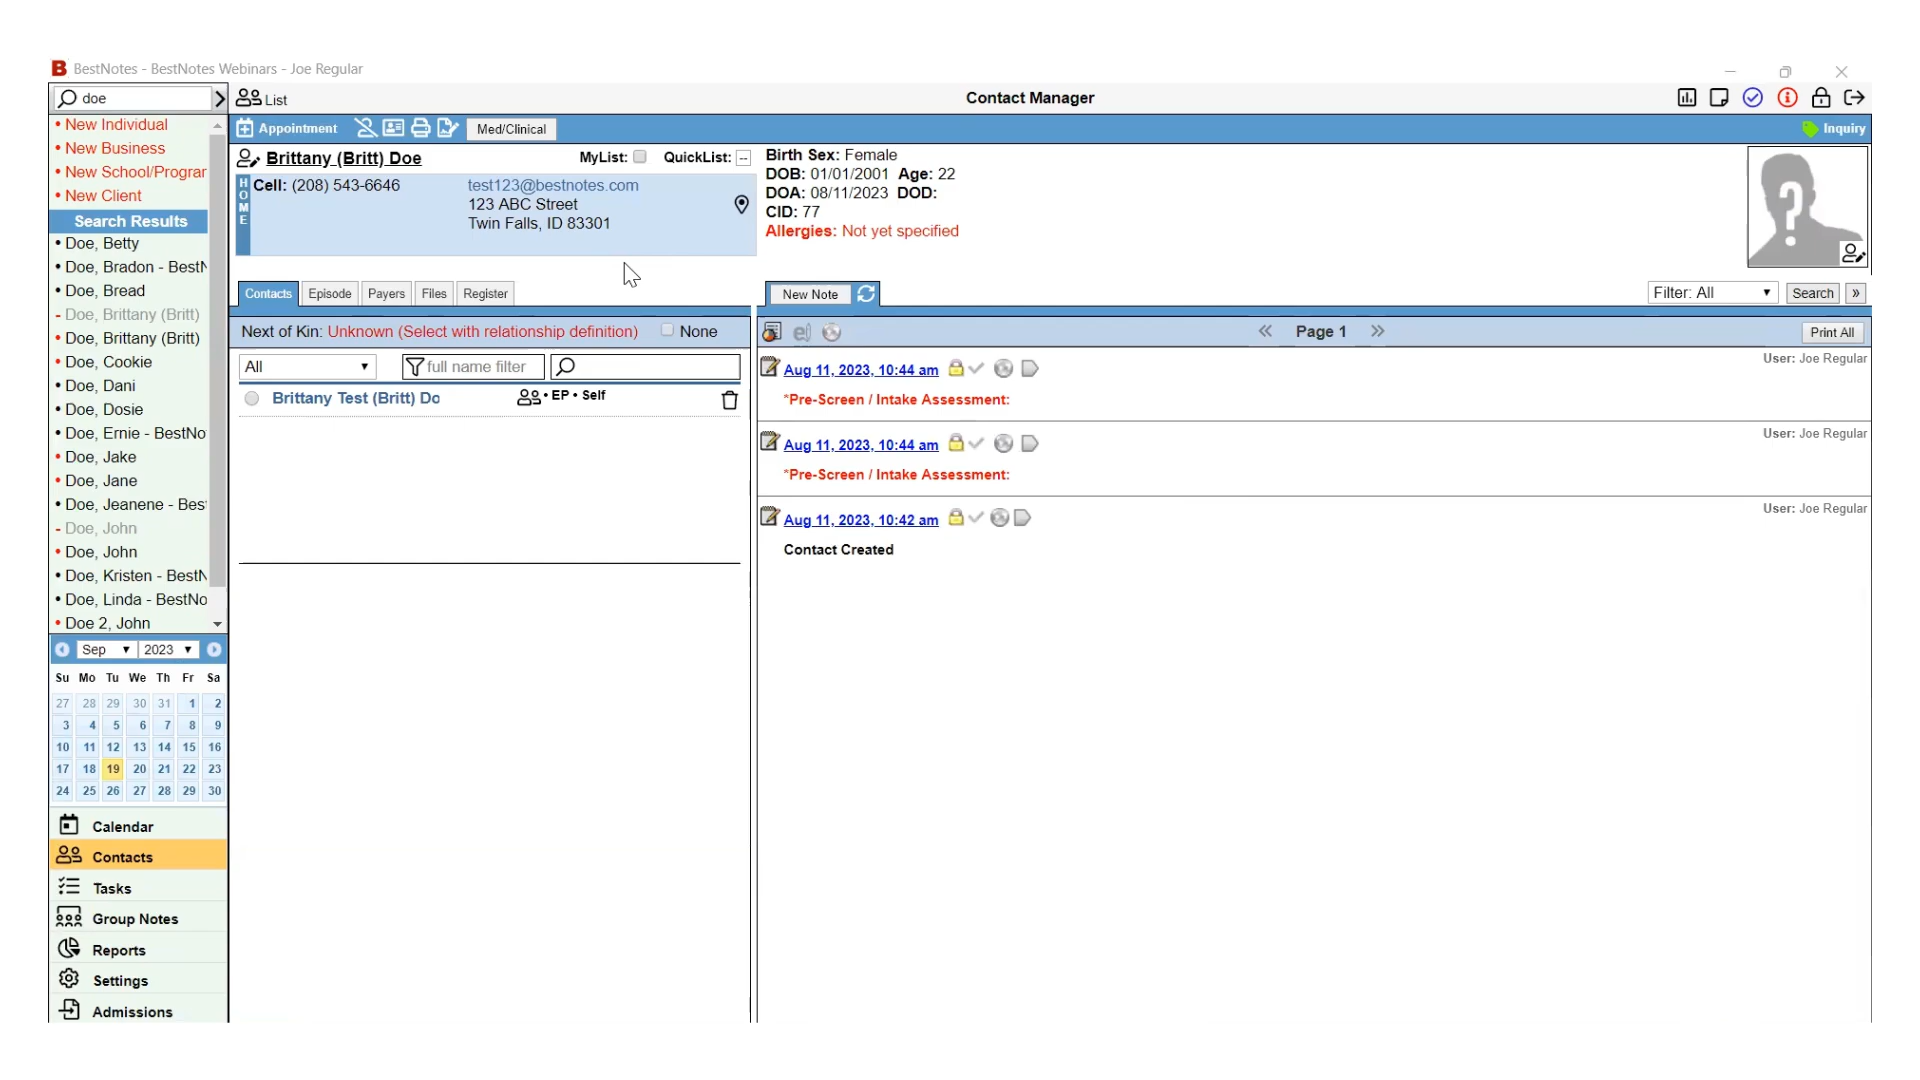 BestNotes - BestNotes Webinars - Joe Regular
doe
List
Contact Manager
• New Individual
• New Business
• New School/Prograr
• New Client
Search Results
• Doe, Betty
• Doe, Bradon - BestN
• Doe, Bread
- Doe, Brittany (Britt)
• Doe, Brittany (Britt)
• Doe, Cookie
• Doe, Dani
• Doe, Dosie
• Doe, Ernie - BestNo
• Doe, Jake
• Doe, Jane
• Doe, Jeanene - Bes
- Doe, John
• Doe, John
• Doe, Kristen - BestN
• Doe, Linda - BestNo
• Doe 2, John
Sep 2023
Su Mo Tu We Th Fr Sa
27 28 29 30 31 1 2
3 4 5 6 7 8 9
10 11 12 13 14 15 16
17 18 19 20 21 22 23
24 25 26 27 28 29 30
Calendar
Contacts
Tasks
Group Notes
Reports
Settings
Admissions
Appointment Med/Clinical Inquiry
Brittany (Britt) Doe MyList: QuickList: --
HOME
Cell: (208) 543-6646 test123@bestnotes.com
123 ABC Street
Twin Falls, ID 83301
Birth Sex: Female
DOB: 01/01/2001 Age: 22
DOA: 08/11/2023 DOD:
CID: 77
Allergies: Not yet specified
Contacts Episode Payers Files Register
Next of Kin: Unknown (Select with relationship definition) None
All full name filter
Brittany Test (Britt) Do • EP • Self
New Note Filter: All Search »
« Page 1 » Print All
Aug 11, 2023, 10:44 am User: Joe Regular
*Pre-Screen / Intake Assessment:
Aug 11, 2023, 10:44 am User: Joe Regular
*Pre-Screen / Intake Assessment:
Aug 11, 2023, 10:42 am User: Joe Regular
Contact Created